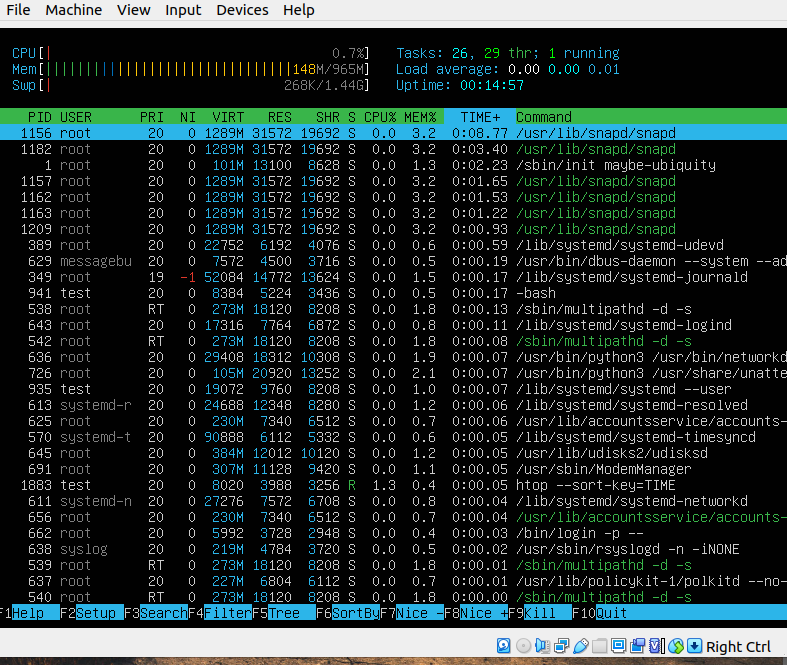 File Machine View Input Devices Help
CPU[| 0.7%] Tasks: 26, 29 thr; 1 running
Mem[||||||||||||||||||||||||||||||||||148M/965M] Load average: 0.00 0.00 0.01
Swp[| 268K/1.44G] Uptime: 00:14:57
PID USER PRI NI VIRT RES SHR S CPU% MEM% TIME+ Command
1156 root 20 0 1289M 31572 19692 S 0.0 3.2 0:08.77 /usr/lib/snapd/snapd
1182 root 20 0 1289M 31572 19692 S 0.0 3.2 0:03.40 /usr/lib/snapd/snapd
1 root 20 0 101M 13100 8628 S 0.0 1.3 0:02.23 /sbin/init maybe-ubiquity
1157 root 20 0 1289M 31572 19692 S 0.0 3.2 0:01.65 /usr/lib/snapd/snapd
1162 root 20 0 1289M 31572 19692 S 0.0 3.2 0:01.53 /usr/lib/snapd/snapd
1163 root 20 0 1289M 31572 19692 S 0.0 3.2 0:01.22 /usr/lib/snapd/snapd
1209 root 20 0 1289M 31572 19692 S 0.0 3.2 0:00.93 /usr/lib/snapd/snapd
389 root 20 0 22752 6192 4076 S 0.0 0.6 0:00.59 /lib/systemd/systemd-udevd
629 messagebu 20 0 7572 4500 3716 S 0.0 0.5 0:00.19 /usr/bin/dbus-daemon --system --ad
349 root 19 -1 52084 14772 13624 S 0.0 1.5 0:00.17 /lib/systemd/systemd-journald
941 test 20 0 8384 5224 3436 S 0.0 0.5 0:00.17 -bash
538 root RT 0 273M 18120 8208 S 0.0 1.8 0:00.13 /sbin/multipathd -d -s
643 root 20 0 17316 7764 6872 S 0.0 0.8 0:00.11 /lib/systemd/systemd-logind
542 root RT 0 273M 18120 8208 S 0.0 1.8 0:00.08 /sbin/multipathd -d -s
636 root 20 0 29408 18312 10308 S 0.0 1.9 0:00.07 /usr/bin/python3 /usr/bin/networkd
726 root 20 0 105M 20920 13252 S 0.0 2.1 0:00.07 /usr/bin/python3 /usr/share/unatte
935 test 20 0 19072 9760 8208 S 0.0 1.0 0:00.07 /lib/systemd/systemd --user
613 systemd-r 20 0 24688 12348 8280 S 0.0 1.2 0:00.06 /lib/systemd/systemd-resolved
625 root 20 0 230M 7340 6512 S 0.0 0.7 0:00.06 /usr/lib/accountsservice/accounts-
570 systemd-t 20 0 90888 6112 5332 S 0.0 0.6 0:00.05 /lib/systemd/systemd-timesyncd
645 root 20 0 384M 12012 10120 S 0.0 1.2 0:00.05 /usr/lib/udisks2/udisksd
691 root 20 0 307M 11128 9420 S 0.0 1.1 0:00.05 /usr/sbin/ModemManager
1883 test 20 0 8020 3988 3256 R 1.3 0.4 0:00.05 htop --sort-key=TIME
611 systemd-n 20 0 27276 7572 6708 S 0.0 0.8 0:00.04 /lib/systemd/systemd-networkd
656 root 20 0 230M 7340 6512 S 0.0 0.7 0:00.04 /usr/lib/accountsservice/accounts-
662 root 20 0 5992 3728 2948 S 0.0 0.4 0:00.03 /bin/login -p --
638 syslog 20 0 219M 4784 3720 S 0.0 0.5 0:00.02 /usr/sbin/rsyslogd -n -iNONE
539 root RT 0 273M 18120 8208 S 0.0 1.8 0:00.01 /sbin/multipathd -d -s
637 root 20 0 227M 6804 6112 S 0.0 0.7 0:00.01 /usr/lib/policykit-1/polkitd --no-
540 root RT 0 273M 18120 8208 S 0.0 1.8 0:00.00 /sbin/multipathd -d -s
F1Help F2Setup F3SearchF4FilterF5Tree F6SortByF7Nice -F8Nice +F9Kill F10Quit
Right Ctrl